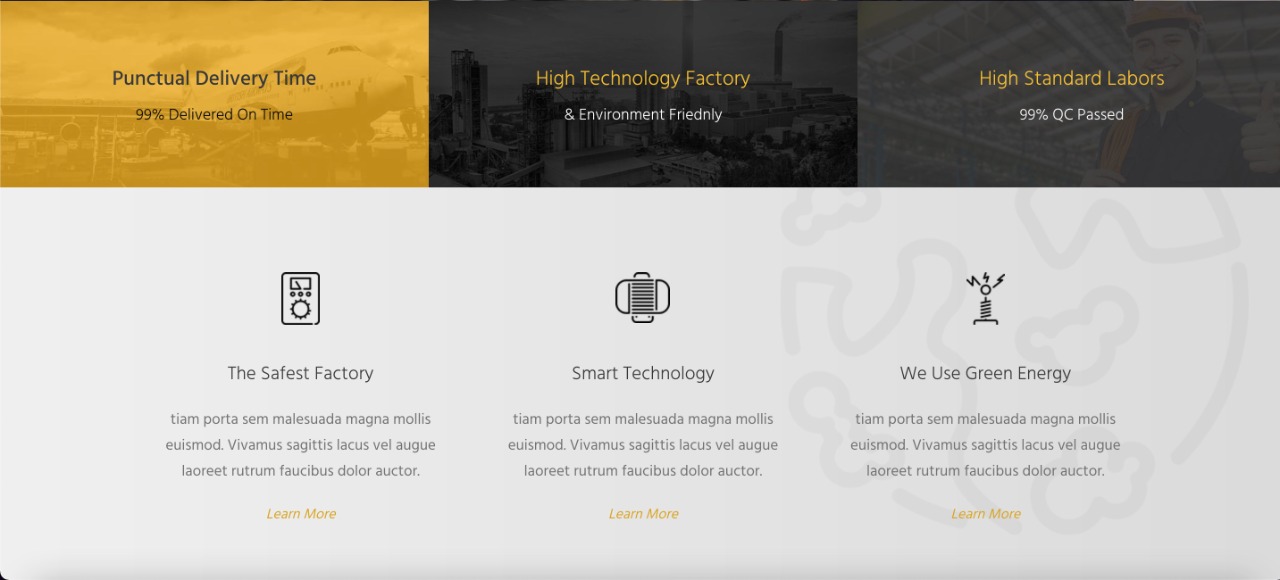 Punctual Delivery Time
99% Delivered On Time
High Technology Factory
& Environment Friednly
High Standard Labors
99% QC Passed
The Safest Factory
tiam porta sem malesuada magna mollis
euismod. Vivamus sagittis lacus vel augue
laoreet rutrum faucibus dolor auctor.
Learn More
Smart Technology
tiam porta sem malesuada magna mollis
euismod. Vivamus sagittis lacus vel augue
laoreet rutrum faucibus dolor auctor.
Learn More
We Use Green Energy
tiam porta sem malesuada magna mollis
euismod. Vivamus sagittis lacus vel augue
laoreet rutrum faucibus dolor auctor.
Learn More